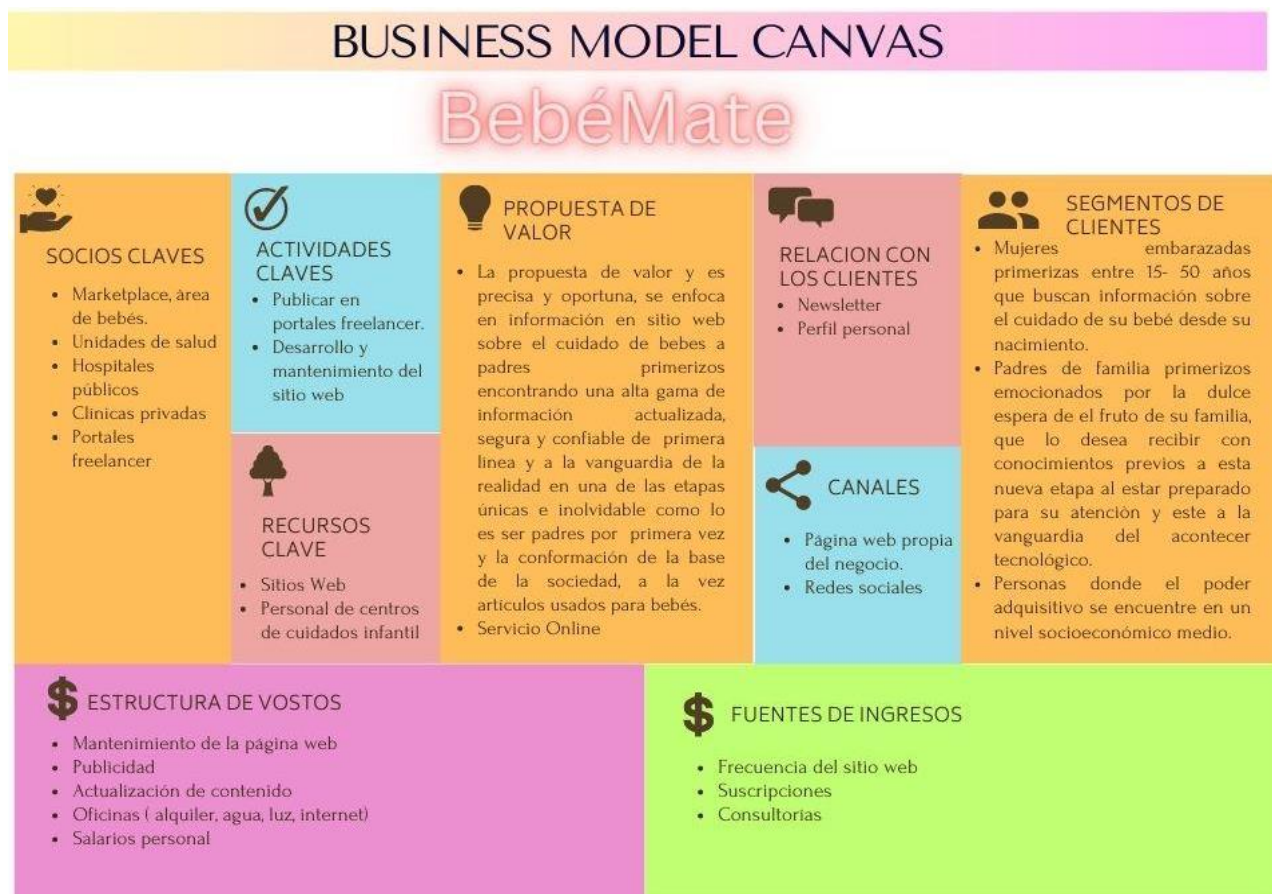 BUSINESS MODEL CANVAS
BebéMate
SOCIOS CLAVES
• Marketplace, área
de bebés.
• Unidades de salud
• Hospitales
públicos
• Clínicas privadas
• Portales
freelancer
ACTIVIDADES
CLAVES
• Publicar en
portales freelancer.
• Desarrollo y
mantenimiento del
sitio web
RECURSOS
CLAVE
• Sitios Web
• Personal de centros
de cuidados infantil
PROPUESTA DE
VALOR
• La propuesta de valor y es
precisa y oportuna, se enfoca
en información en sitio web
sobre el cuidado de bebes a
padres primerizos
encontrando una alta gama de
información actualizada,
segura y confiable de primera
linea y a la vanguardia de la
realidad en una de las etapas
únicas e inolvidable como lo
es ser padres por primera vez
y la conformación de la base
de la sociedad, a la vez
artículos usados para bebés.
• Servicio Online
RELACION CON
LOS CLIENTES
• Newsletter
• Perfil personal
CANALES
• Página web propia
del negocio.
• Redes sociales
SEGMENTOS DE
CLIENTES
• Mujeres embarazadas
primerizas entre 15- 50 años
que buscan información sobre
el cuidado de su bebé desde su
nacimiento.
• Padres de familia primerizos
emocionados por la dulce
espera de el fruto de su familia,
que lo desea recibir con
conocimientos previos a esta
nueva etapa al estar preparado
para su atención y este a la
vanguardia del acontecer
tecnológico.
• Personas donde el poder
adquisitivo se encuentre en un
nivel socioeconómico medio.
ESTRUCTURA DE VOSTOS
• Mantenimiento de la página web
• Publicidad
• Actualización de contenido
• Oficinas ( alquiler, agua, luz, internet)
• Salarios personal
FUENTES DE INGRESOS
• Frecuencia del sitio web
• Suscripciones
• Consultorias